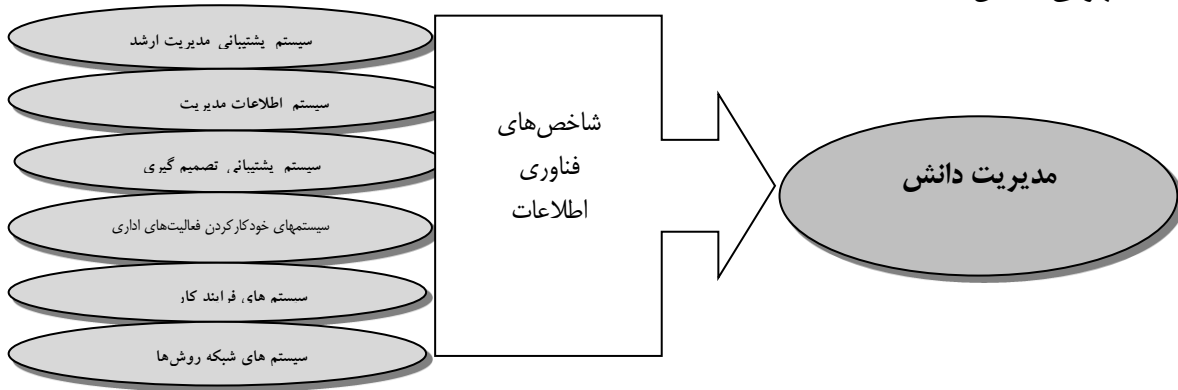 سیستم پشتیبانی مدیریت ارشد
سیستم اطلاعات مدیریت
سیستم پشتیبانی تصمیم گیری
سیستمهای خودکارکردن فعالیت‌های اداری
سیستم های فرایند کار
سیستم های شبکه روش‌ها
شاخص‌های
فناوری
اطلاعات
مدیریت دانش